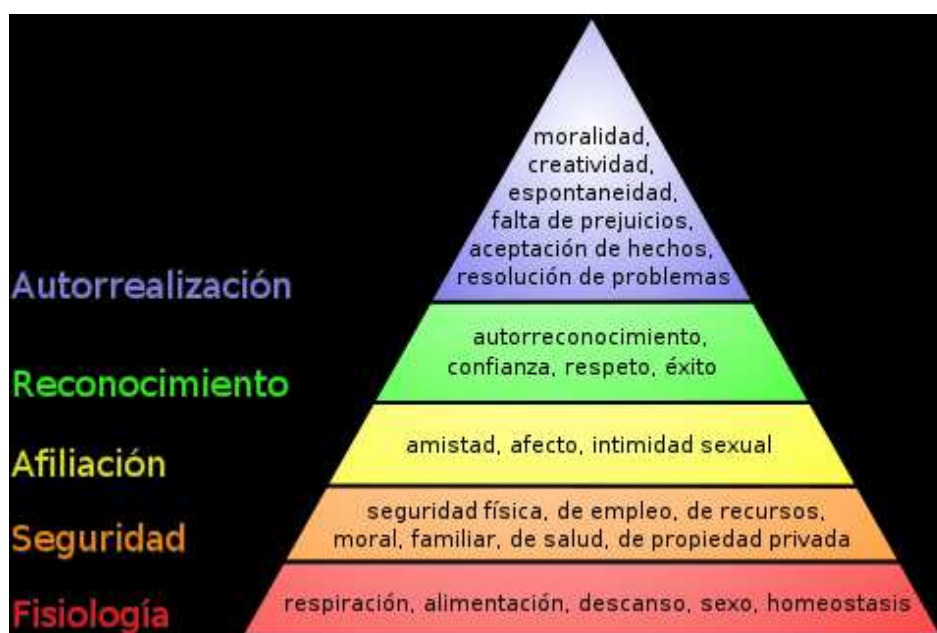 moralidad,
creatividad,
espontaneidad,
falta de prejuicios,
aceptación de hechos,
resolución de problemas
Autorrealización
autorreconocimiento,
confianza, respeto, éxito
Reconocimiento
amistad, afecto, intimidad sexual
Afiliación
seguridad física, de empleo, de recursos,
moral, familiar, de salud, de propiedad privada
Seguridad
respiración, alimentación, descanso, sexo, homeostasis
Fisiología